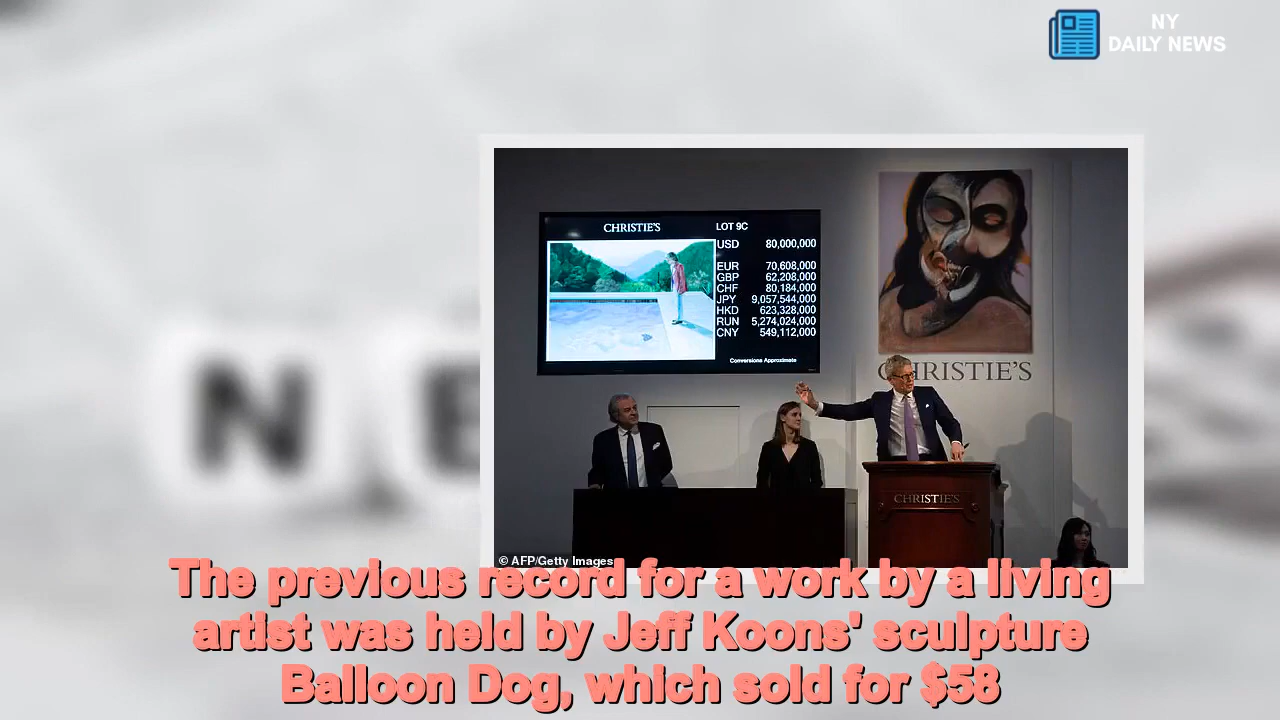 NY
DAILY NEWS
N E
CHRISTIE'S
LOT 9C
USD 80,000,000
EUR 70,608,000
GBP 62,208,000
CHF 80,184,000
JPY 9,057,544,000
HKD 623,328,000
RUN 5,274,024,000
CNY 549,112,000
Conversions Approximate
CHRISTIE'S
CHRISTIE'S
© AFP/Getty Images
The previous record for a work by a living
artist was held by Jeff Koons' sculpture
Balloon Dog, which sold for $58